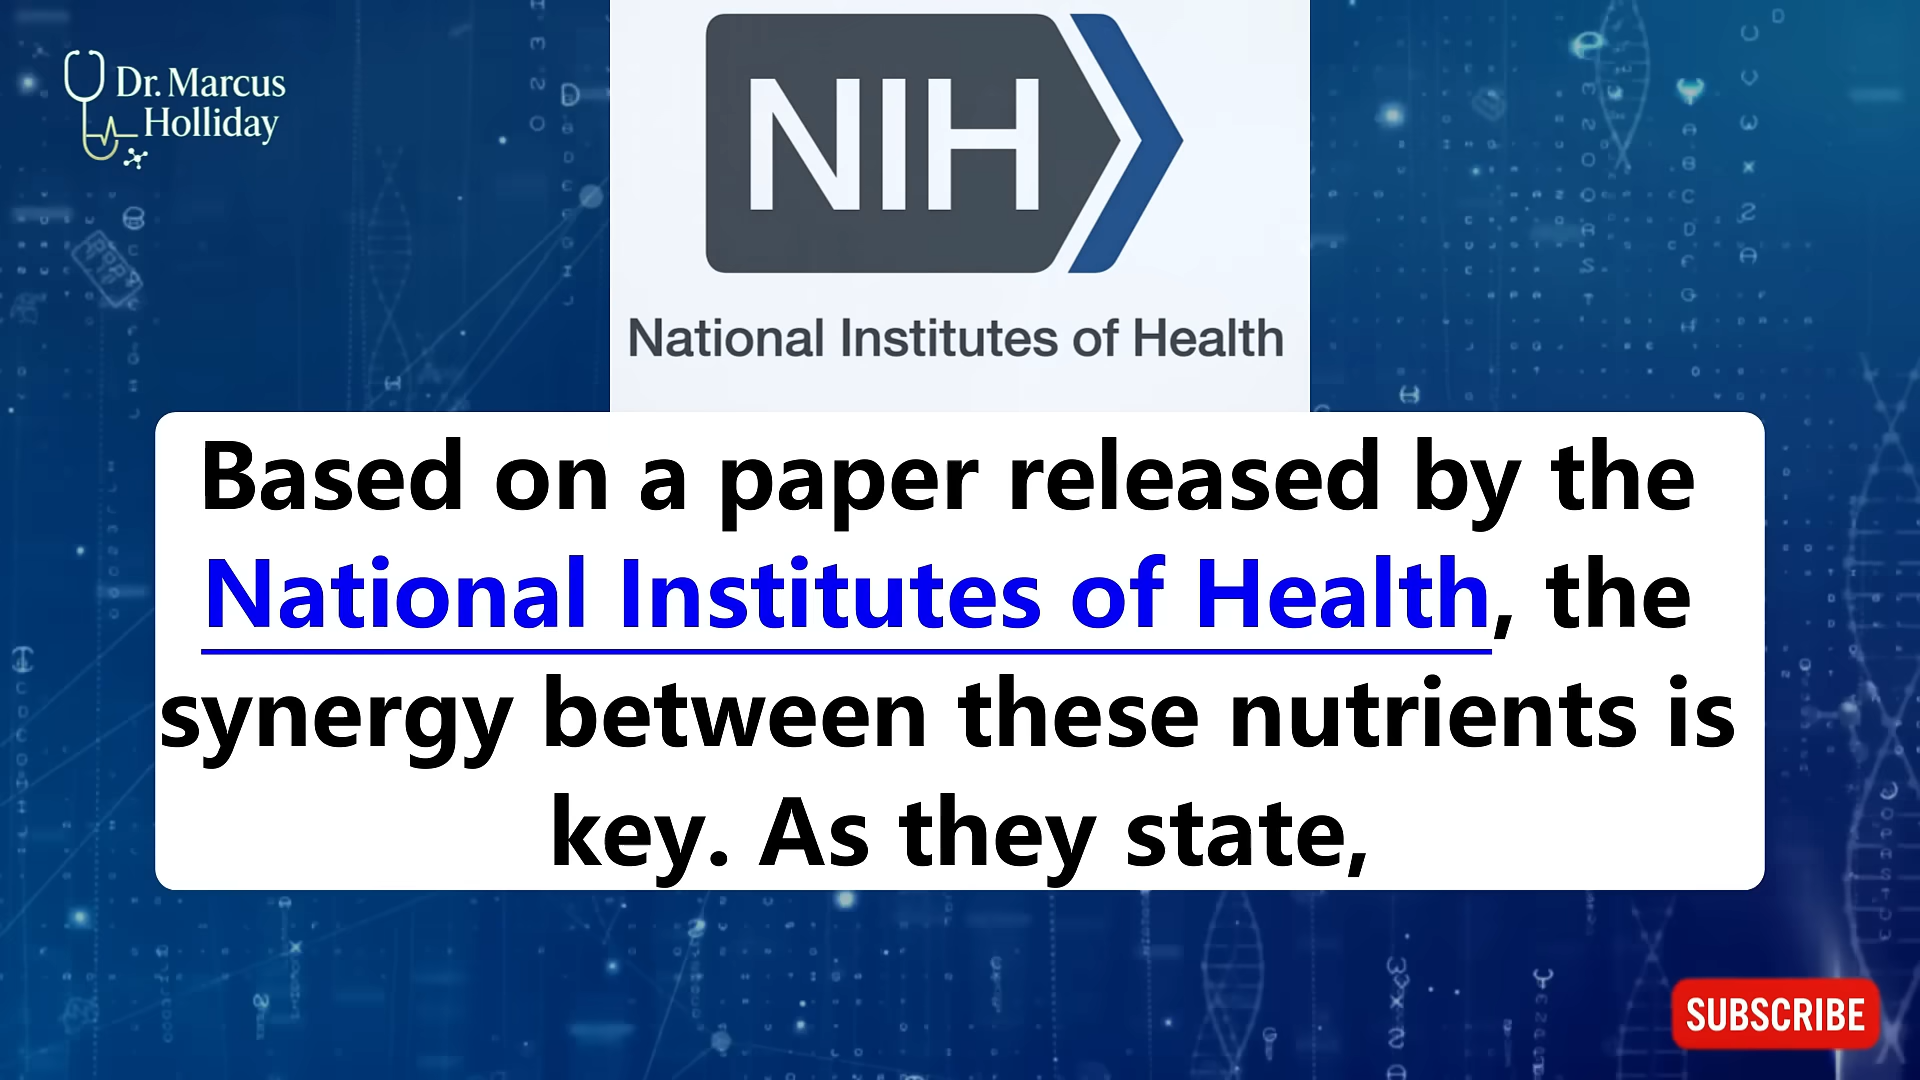 Dr. Marcus
Holliday
NIH
National Institutes of Health
Based on a paper released by the
National Institutes of Health, the
synergy between these nutrients is
key. As they state,
SUBSCRIBE